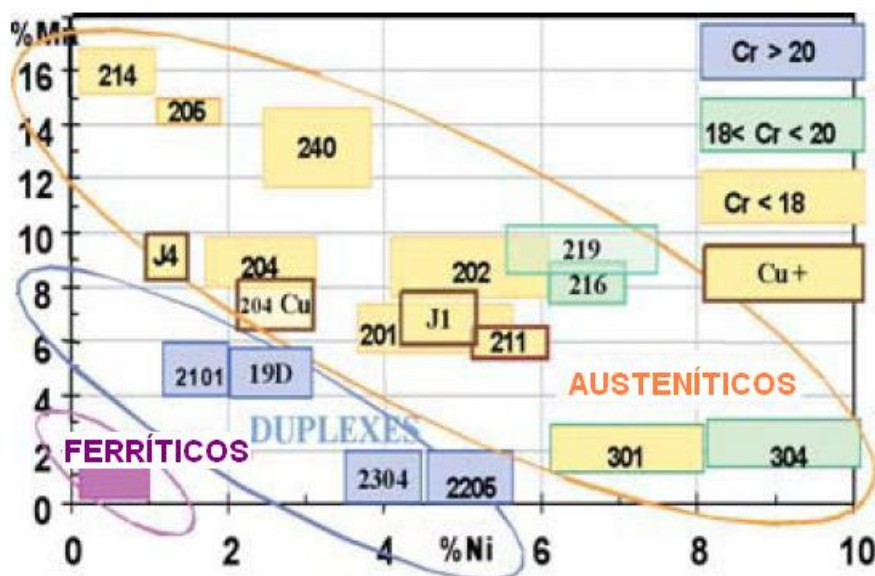 %Mn
16
14
12
10
8
6
4
2
0
214
205
240
J4
204
204 Cu
202
219
216
201
J1
211
2101
19D
DUPLEXES
FERRÍTICOS
2304
2205
AUSTENÍTICOS
301
304
Cr > 20
18< Cr < 20
Cr < 18
Cu +
0 2 %Ni 6 8 10